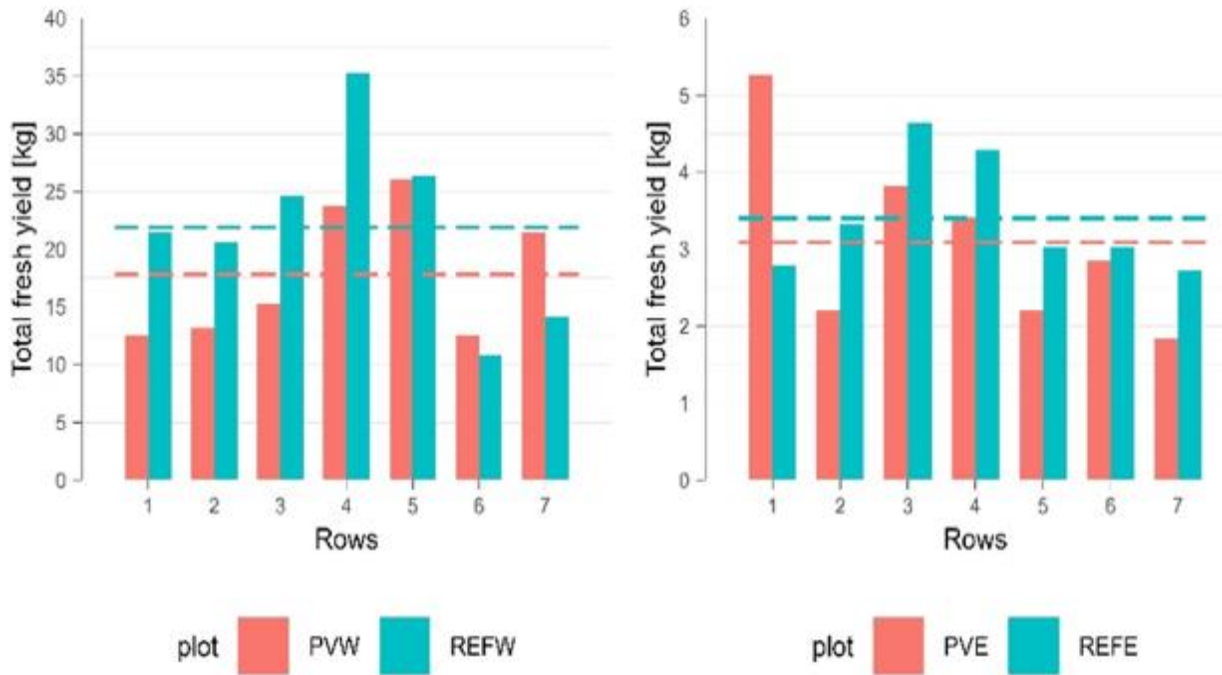 Total fresh yield [kg]
40
35
30
25
20
15
10
5
0
1 2 3 4 5 6 7
Rows
plot PVW REFW
Total fresh yield [kg]
6
5
4
3
2
1
0
1 2 3 4 5 6 7
Rows
plot PVE REFE